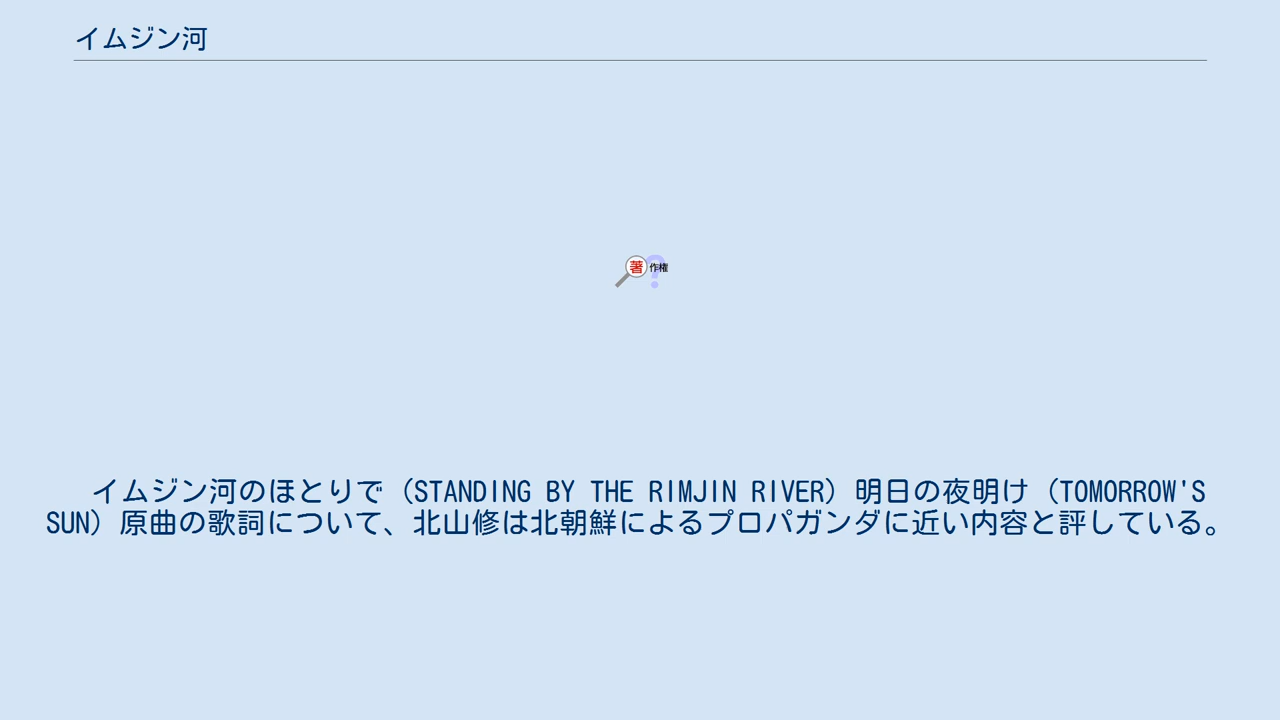 イムジン河
著作権
イムジン河のほとりで（STANDING BY THE RIMJIN RIVER）明日の夜明け（TOMORROW'S
SUN）原曲の歌詞について、北山修は北朝鮮によるプロパガンダに近い内容と評している。